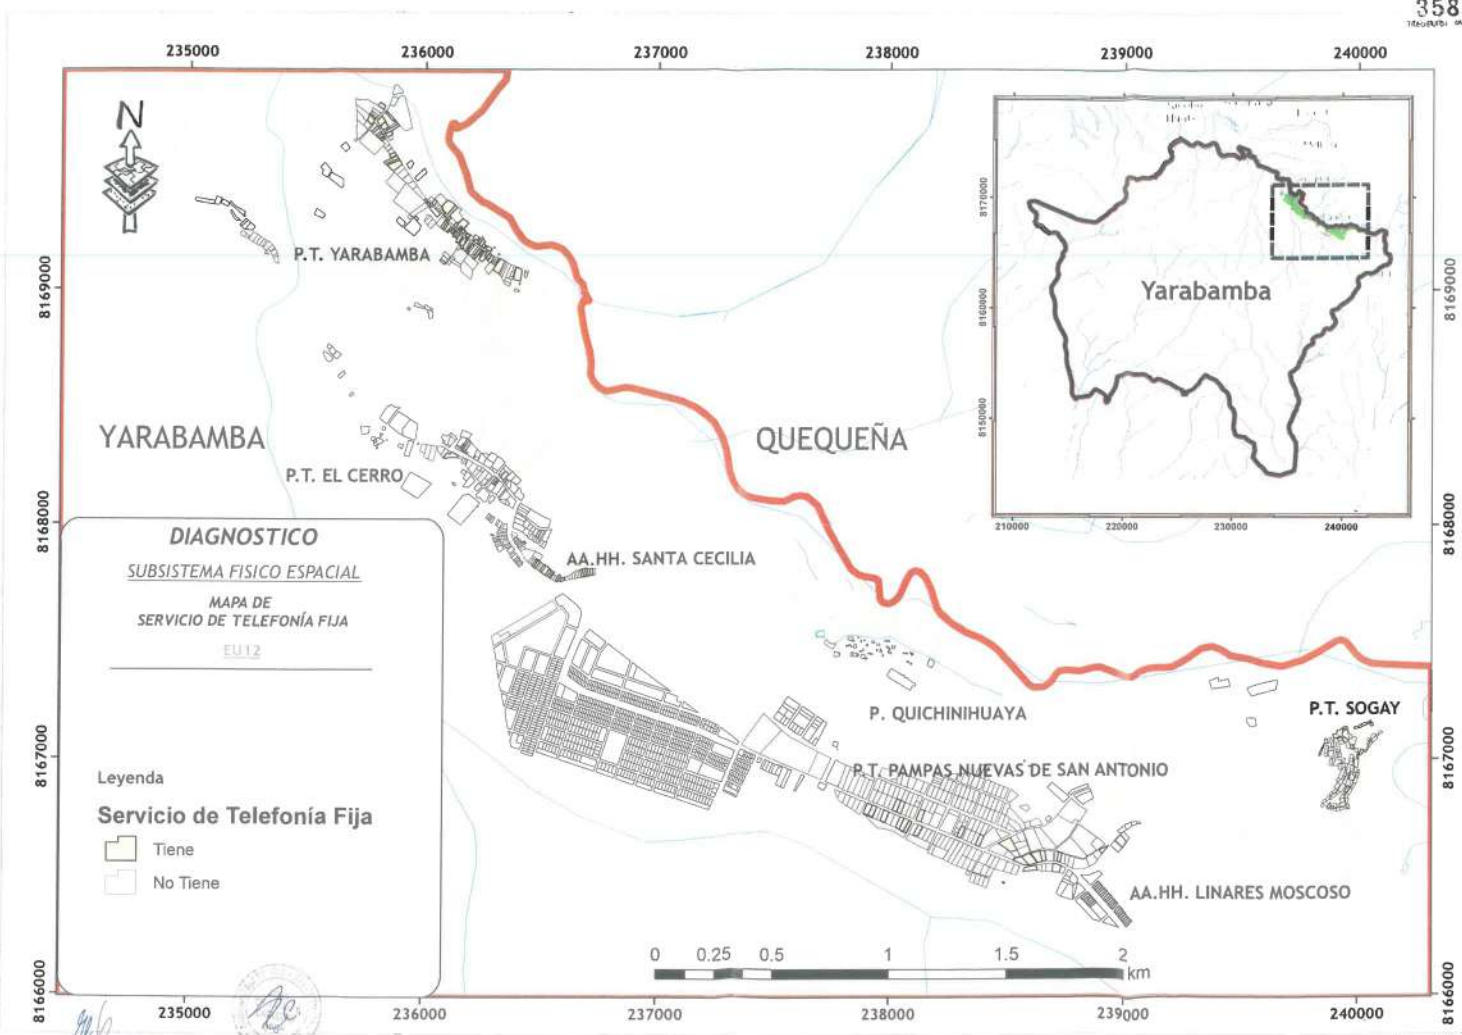 358
235000 236000 237000 238000 239000 240000
N
8169000
8168000
8167000
8166000
P.T. YARABAMBA
YARABAMBA
QUEQUEÑA
P.T. EL CERRO
AA.HH. SANTA CECILIA
P. QUICHINIHUAYA
P.T. SOGAY
P.T. PAMPAS NUEVAS DE SAN ANTONIO
AA.HH. LINARES MOSCOSO
8170000
8160000
8150000
Yarabamba
210000 220000 230000 240000
8169000
8168000
8167000
8166000
DIAGNOSTICO
SUBSISTEMA FISICO ESPACIAL
MAPA DE
SERVICIO DE TELEFONÍA FIJA
EU12
Leyenda
Servicio de Telefonía Fija
Tiene
No Tiene
0 0.25 0.5 1 1.5 2
km
235000 236000 237000 238000 239000 240000